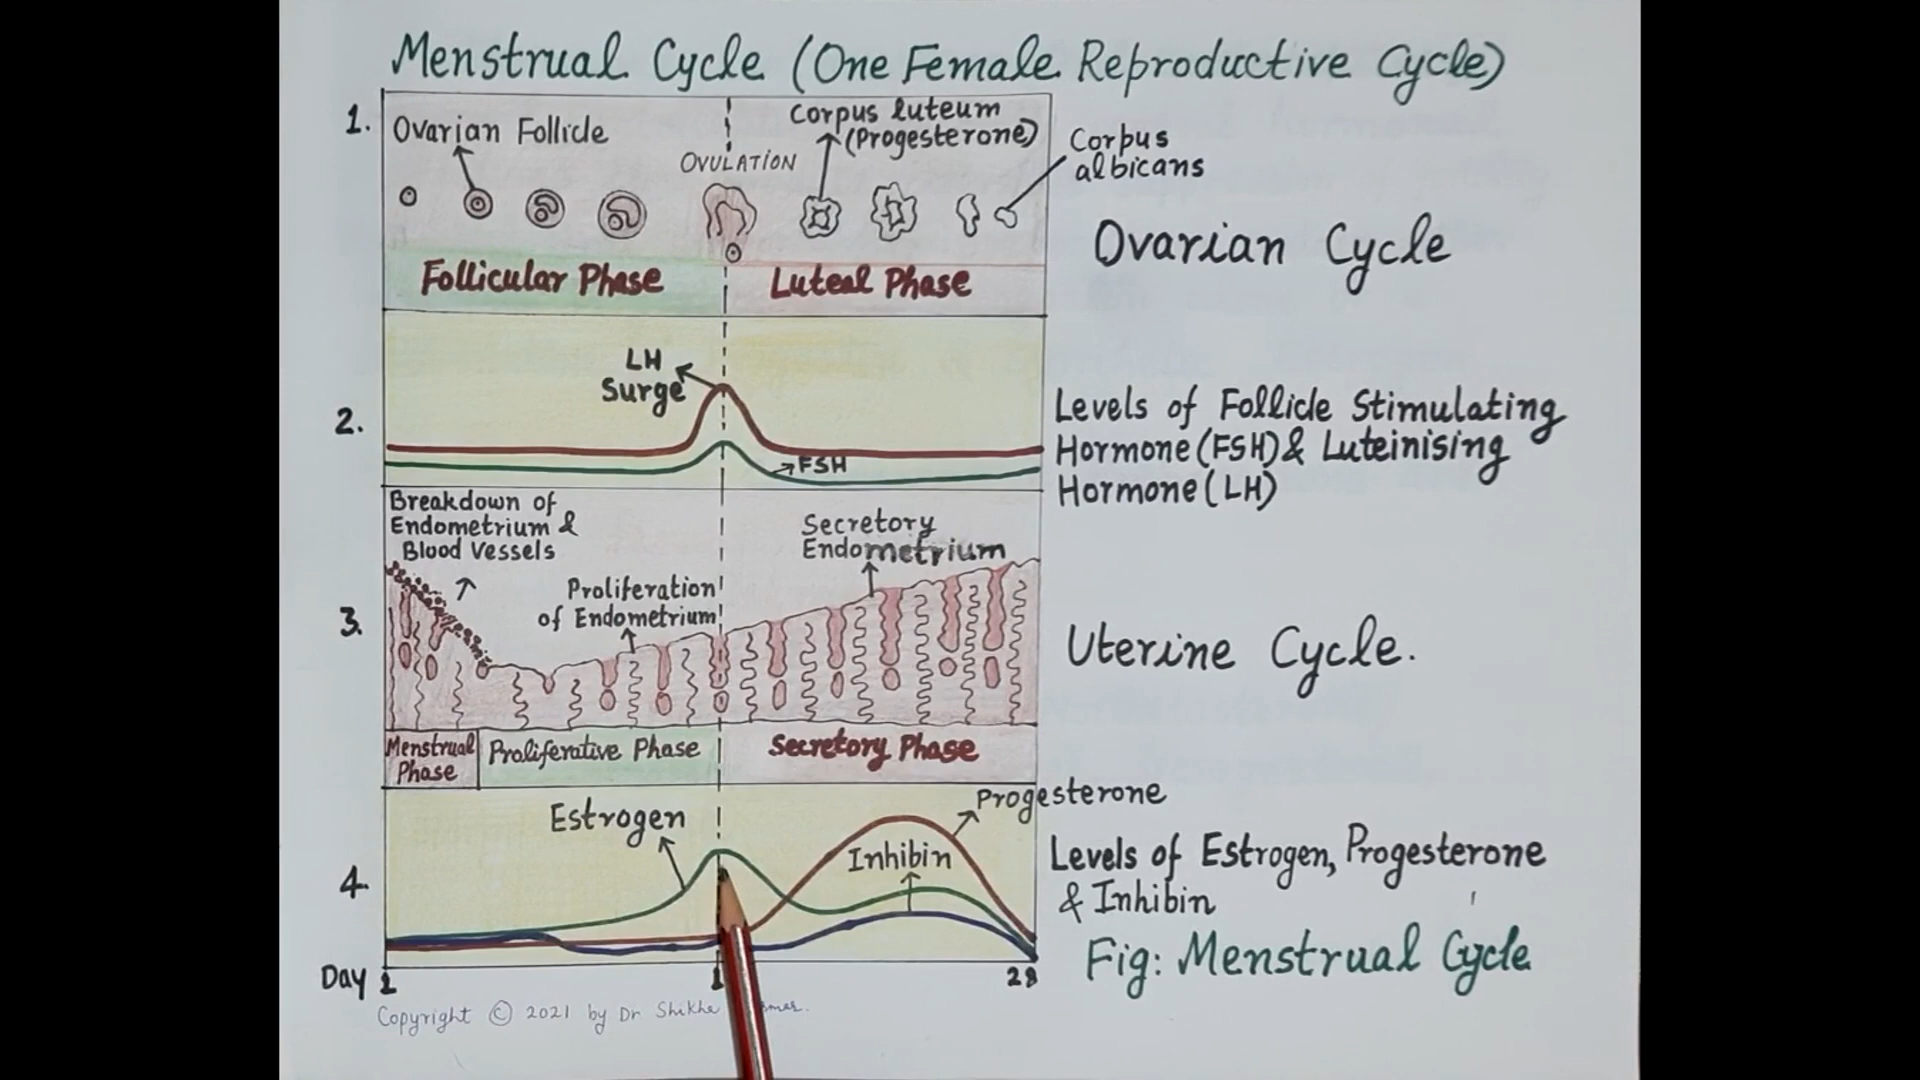 Menstrual Cycle (One Female Reproductive Cycle)
1.
Ovarian Follicle
OVULATION
Corpus luteum
(Progesterone)
Corpus
albicans
Ovarian Cycle
Follicular Phase
Luteal Phase
2.
LH
Surge
FSH
Levels of Follicle Stimulating
Hormone (FSH) & Luteinising
Hormone (LH)
3.
Breakdown of
Endometrium &
Blood Vessels
Proliferation
of Endometrium
Secretory
Endometrium
Uterine Cycle.
Menstrual
Phase
Proliferative Phase
Secretory Phase
4.
Estrogen
Inhibin
Progesterone
Levels of Estrogen, Progesterone
& Inhibin
Fig: Menstrual Cycle
Day 1
28
Copyright © 2021 by Dr Shikha